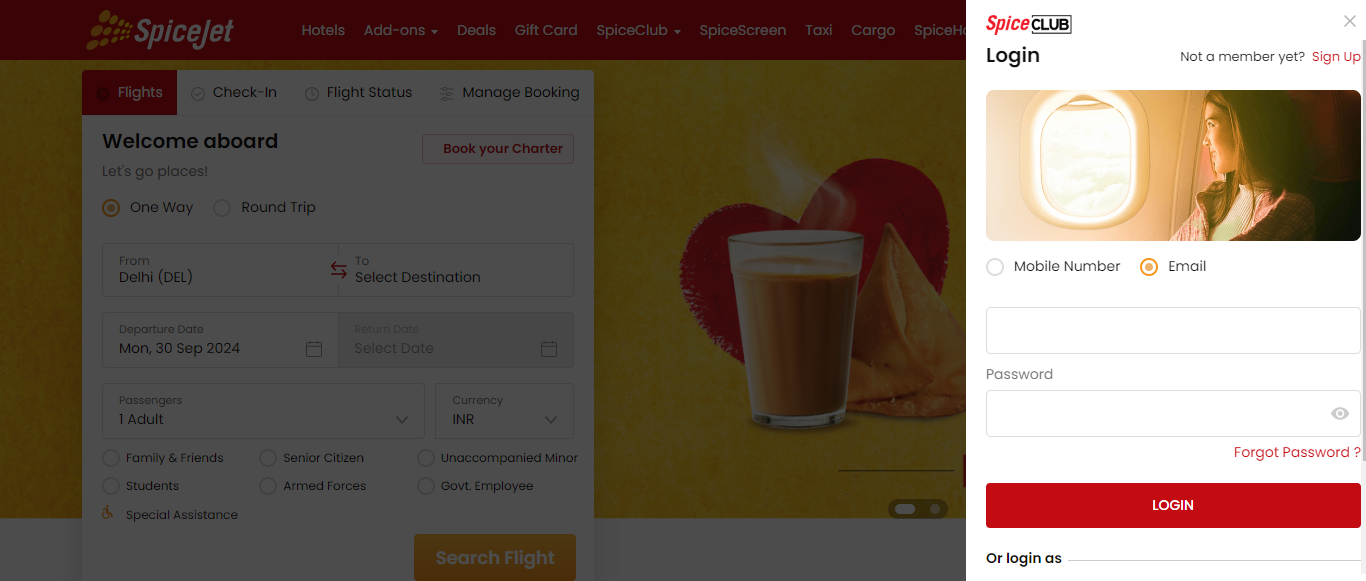 SpiceJet
Hotels Add-ons Deals Gift Card SpiceClub SpiceScreen Taxi Cargo
Flights Check-In Flight Status Manage Booking
Welcome aboard
Book your Charter
Let's go places!
One Way Round Trip
From To
Delhi (DEL) Select Destination
Departure Date Return Date
Mon, 30 Sep 2024 Select Date
Passengers Currency
1 Adult INR
Family & Friends Senior Citizen Unaccompanied Minor
Students Armed Forces Govt. Employee
Special Assistance
Search Flight
SpiceCLUB
Login
Not a member yet? Sign Up
Mobile Number Email
Password
Forgot Password ?
LOGIN
Or login as